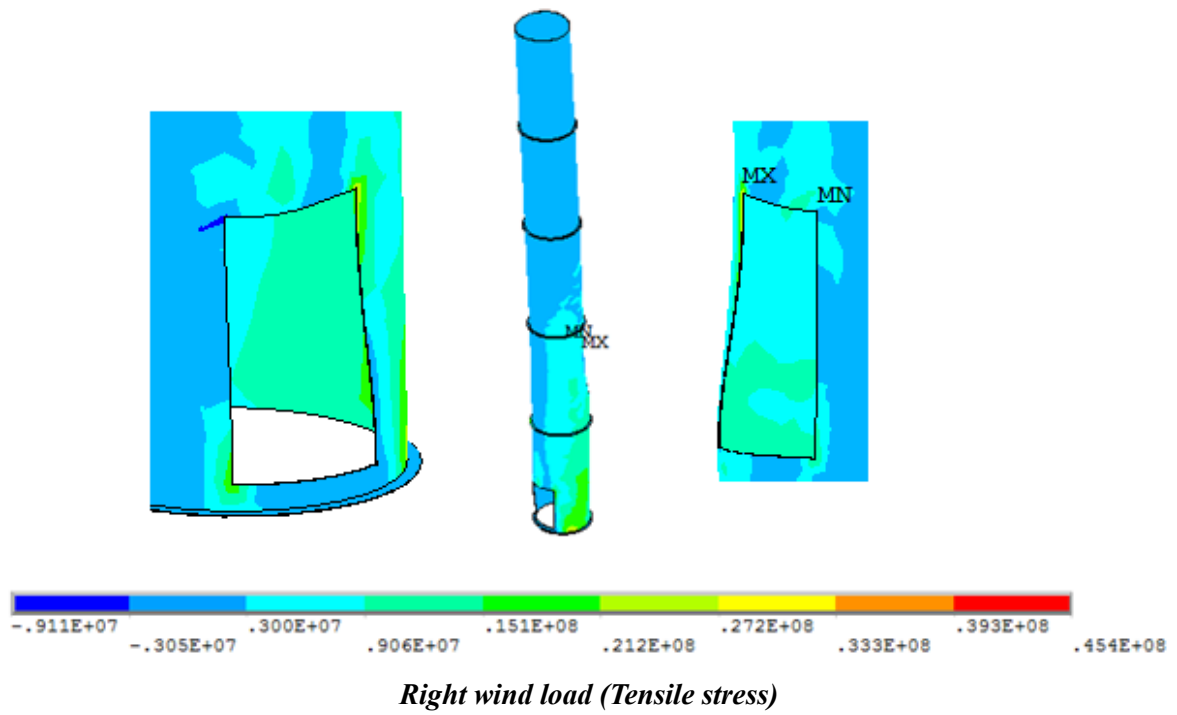 MX
MN
MN
MX
-.911E+07
.300E+07
.151E+08
.272E+08
.393E+08
-.305E+07
.906E+07
.212E+08
.333E+08
.454E+08
Right wind load (Tensile stress)